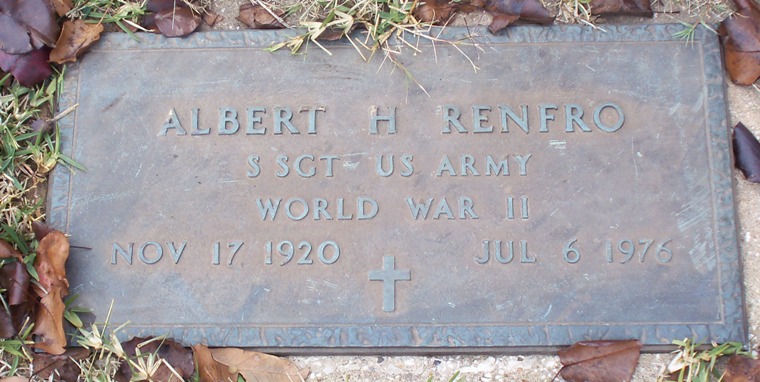 ALBERT H RENFRO
S SGT US ARMY
WORLD WAR II
NOV 17 1920 JUL 6 1976